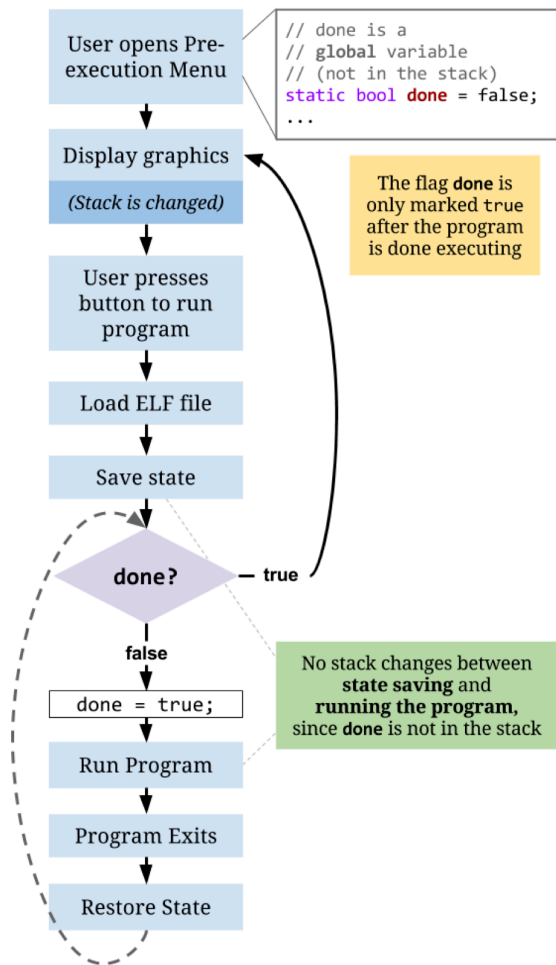 User opens Pre-
execution Menu
// done is a
// global variable
// (not in the stack)
static bool done = false;
...
Display graphics
(Stack is changed)
The flag done is
only marked true
after the program
is done executing
User presses
button to run
program
Load ELF file
Save state
done?
true
false
No stack changes between
state saving and
running the program,
since done is not in the stack
done = true;
Run Program
Program Exits
Restore State